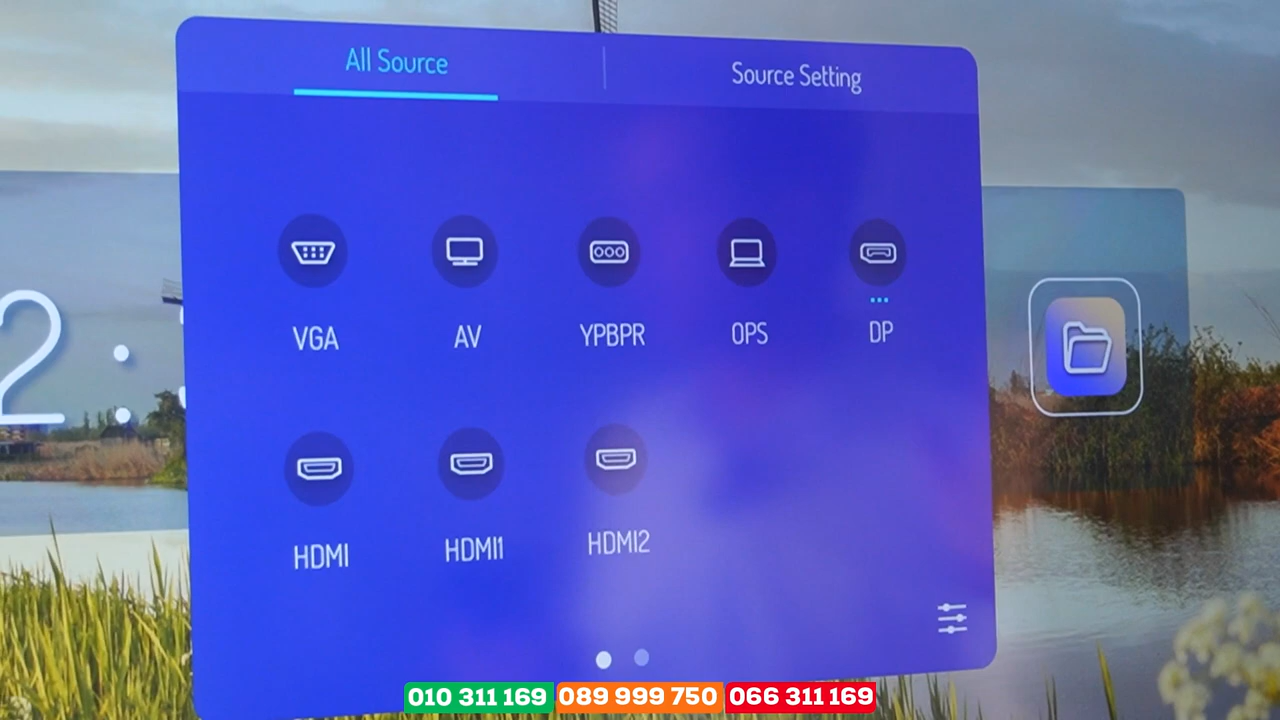 All Source
Source Setting
2:
VGA
AV
YPBPR
OPS
DP
HDMI
HDMI1
HDMI2
010 311 169 089 999 750 066 311 169